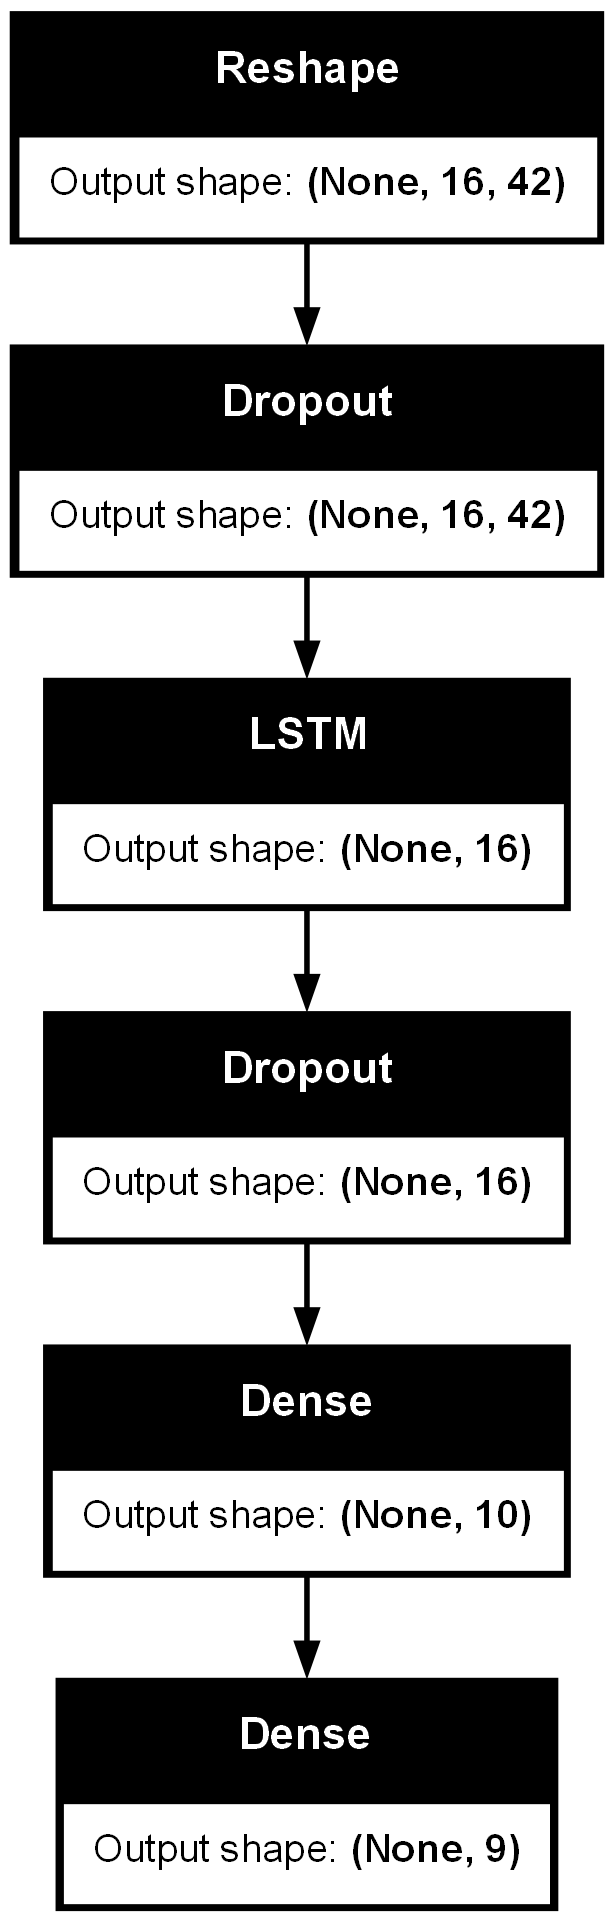 Reshape
Output shape: (None, 16, 42)
Dropout
Output shape: (None, 16, 42)
LSTM
Output shape: (None, 16)
Dropout
Output shape: (None, 16)
Dense
Output shape: (None, 10)
Dense
Output shape: (None, 9)